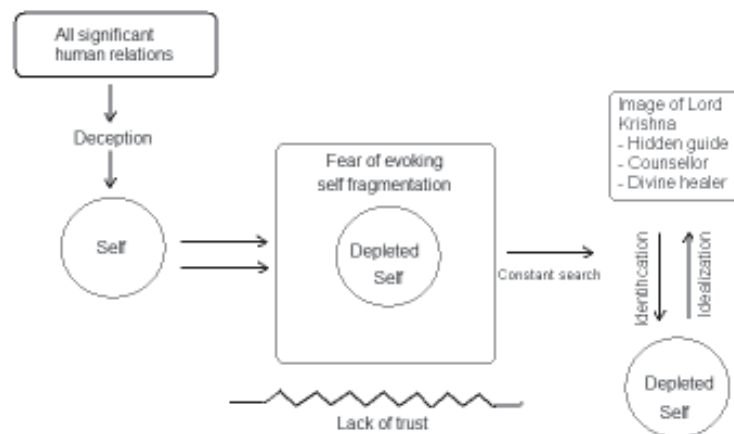 All significant
human relations
Deception
Self
Fear of evoking
self fragmentation
Depleted
Self
Lack of trust
Constant search
Image of Lord
Krishna
- Hidden guide
- Counsellor
- Divine healer
Identification
Idealization
Depleted
Self